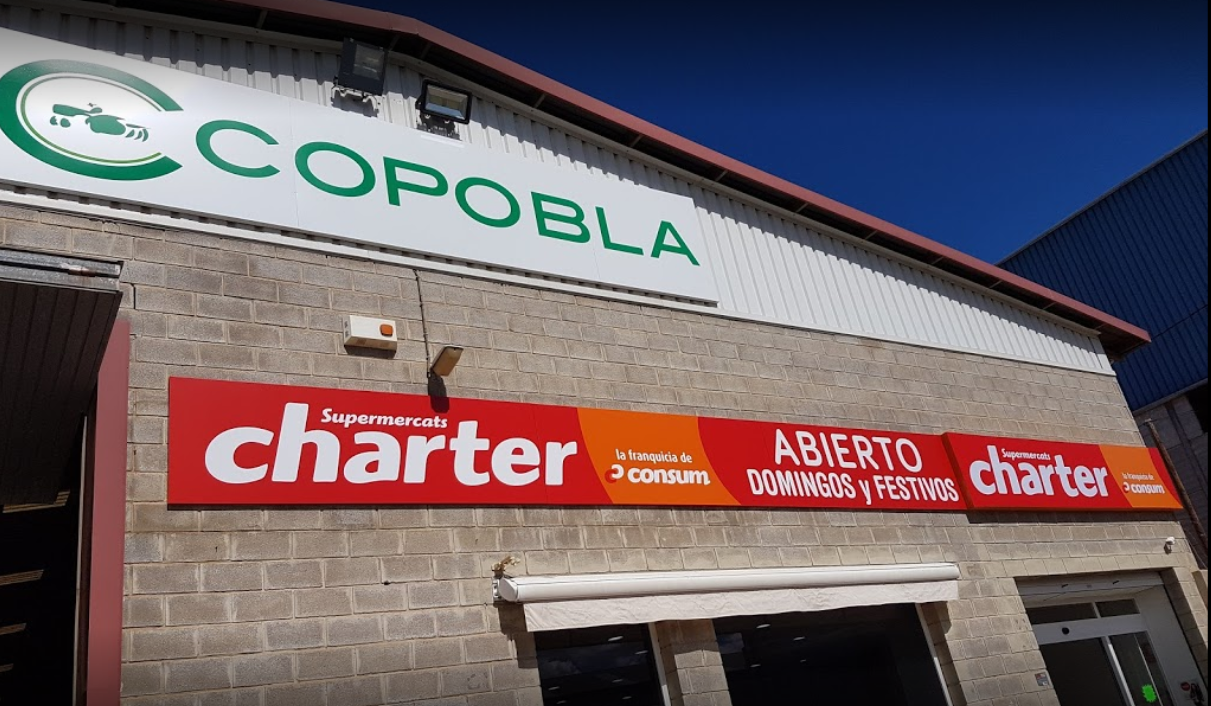 COPOBLA
Supermercats
charter
la franquicia de
consum
ABIERTO
DOMINGOS y FESTIVOS
Supermercats
charter
la franquicia de
consum